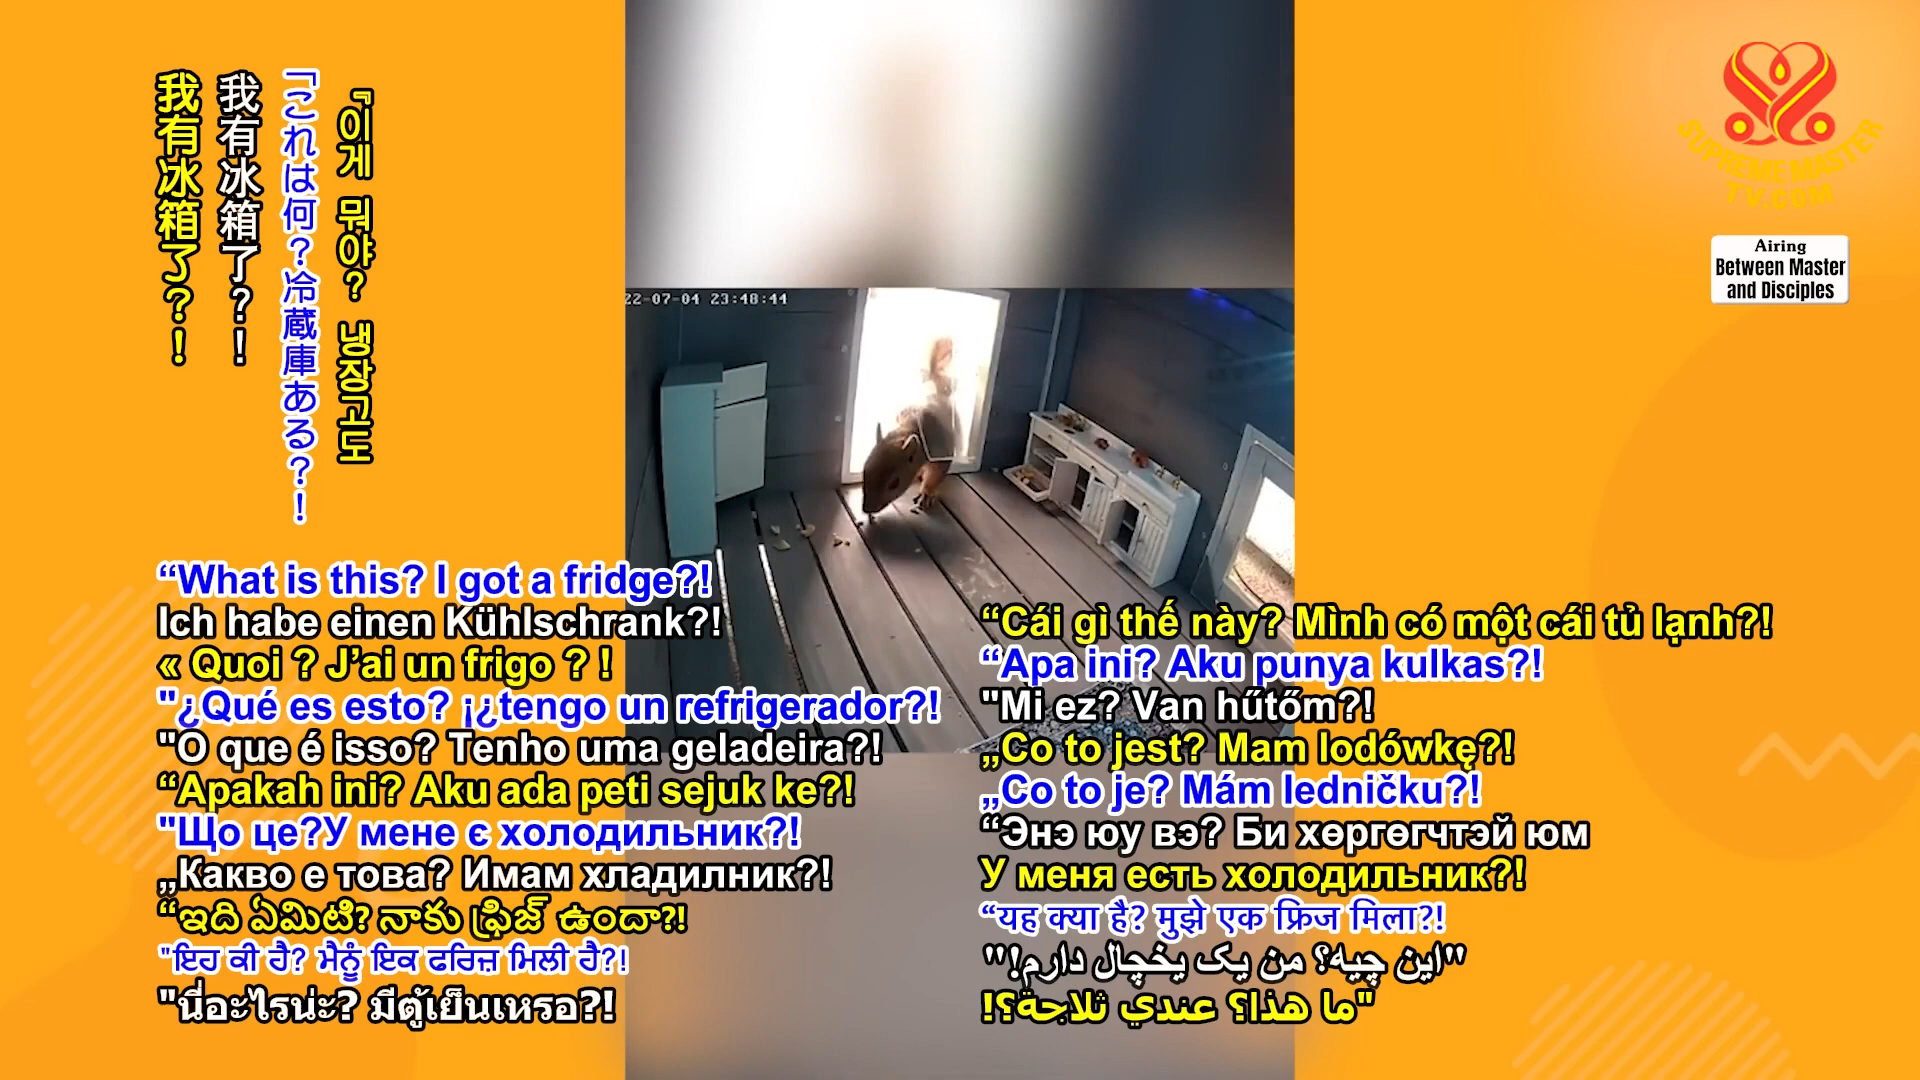 我有冰箱了？！
我有冰箱了？！
「これは何？冷蔵庫ある？！
『이게 뭐야? 냉장고도
22-07-04 23:48:44
SUPREME MASTER
TV.COM
Airing
Between Master
and Disciples
“What is this? I got a fridge?!
Ich habe einen Kühlschrank?!
« Quoi ? J’ai un frigo ? !
"¿Qué es esto? ¡¿tengo un refrigerador?!
"O que é isso? Tenho uma geladeira?!
“Apakah ini? Aku ada peti sejuk ke?!
"Що це?У мене є холодильник?!
„Какво е това? Имам хладилник?!
“ఇది ఏమిటి? నాకు ఫ్రిజ్ ఉందా?!
"ਇਹ ਕੀ ਹੈ? ਮੈਨੂੰ ਇਕ ਫਰਿਜ਼ ਮਿਲੀ ਹੈ?!
"นี่อะไรน่ะ? มีตู้เย็นเหรอ?!
“Cái gì thế này? Mình có một cái tủ lạnh?!
“Apa ini? Aku punya kulkas?!
"Mi ez? Van hűtőm?!
„Co to jest? Mam lodówkę?!
„Co to je? Mám ledničku?!
“Энэ юу вэ? Би хөргөгчтэй юм
У меня есть холодильник?!
“यह क्या है? मुझे एक फ्रिज मिला?!
"این چیه؟ من یک یخچال دارم!"
"ما هذا؟ عندي ثلاجة؟!